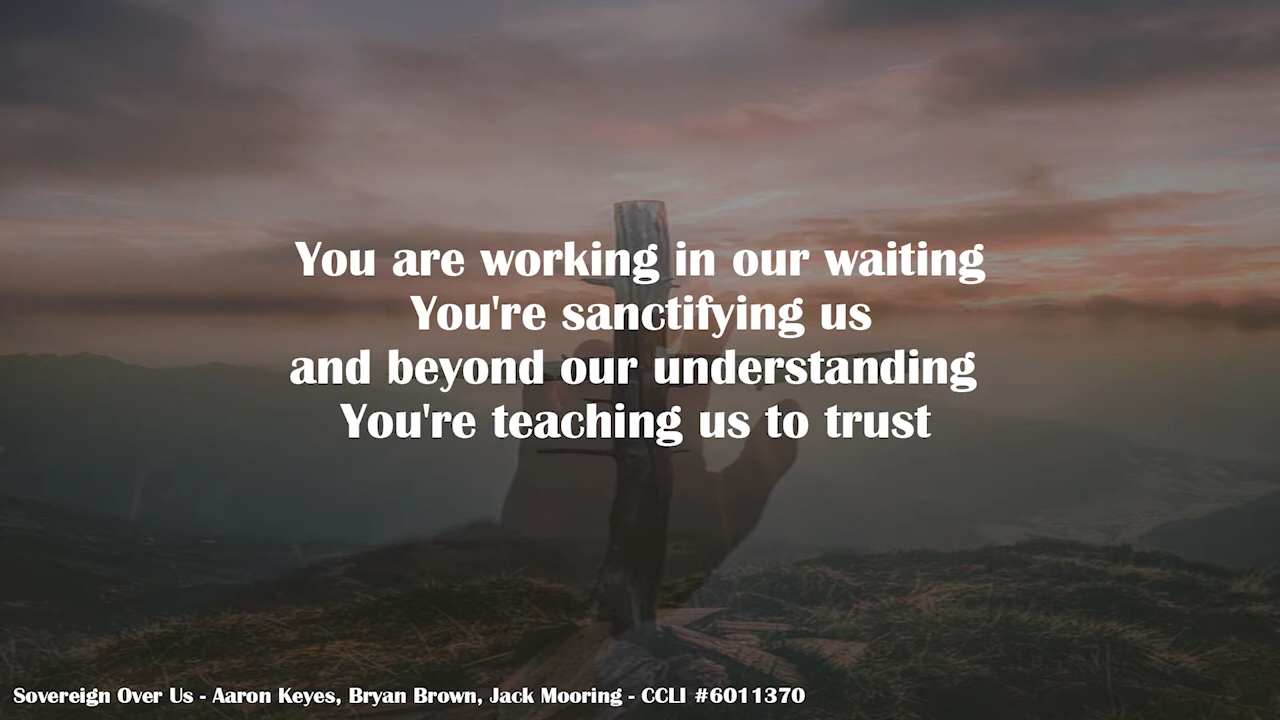 You are working in our waiting
You're sanctifying us
and beyond our understanding
You're teaching us to trust
Sovereign Over Us - Aaron Keyes, Bryan Brown, Jack Mooring - CCLI #6011370